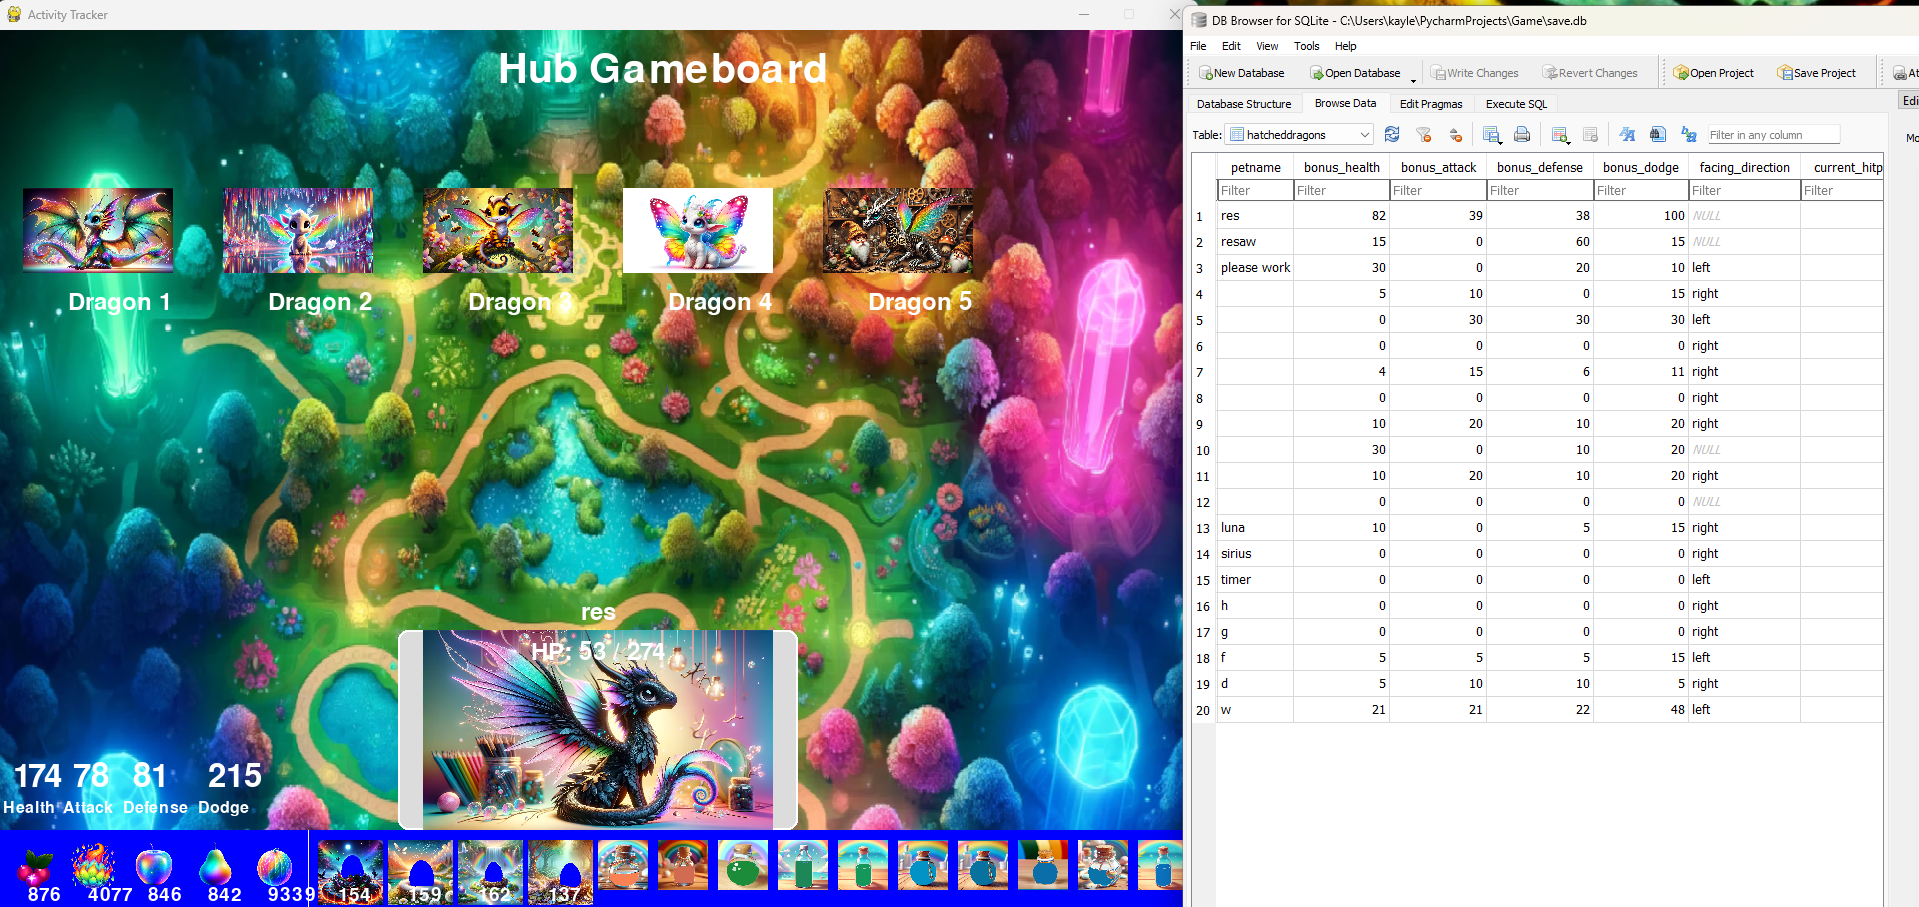 Activity Tracker
Hub Gameboard
Dragon 1 Dragon 2 Dragon 3 Dragon 4 Dragon 5
res
HP: 53 / 274
174 78 81 215
Health Attack Defense Dodge
876 4077 846 842 9339 154 159 162 137
DB Browser for SQLite - C:\Users\kayle\PycharmProjects\Game\save.db
File Edit View Tools Help
New Database Open Database Write Changes Revert Changes Open Project Save Project At
Database Structure Browse Data Edit Pragmas Execute SQL Edi
Table: hatcheddragons Filter in any column Mo
petname bonus_health bonus_attack bonus_defense bonus_dodge facing_direction current_hitp
Filter Filter Filter Filter Filter Filter Filter
1 res 82 39 38 100 NULL
2 resaw 15 0 60 15 NULL
3 please work 30 0 20 10 left
4 5 10 0 15 right
5 0 30 30 30 left
6 0 0 0 0 right
7 4 15 6 11 right
8 0 0 0 0 right
9 10 20 10 20 right
10 30 0 10 20 NULL
11 10 20 10 20 right
12 0 0 0 0 NULL
13 luna 10 0 5 15 right
14 sirius 0 0 0 0 right
15 timer 0 0 0 0 left
16 h 0 0 0 0 right
17 g 0 0 0 0 right
18 f 5 5 5 15 left
19 d 5 10 10 5 right
20 w 21 21 22 48 left